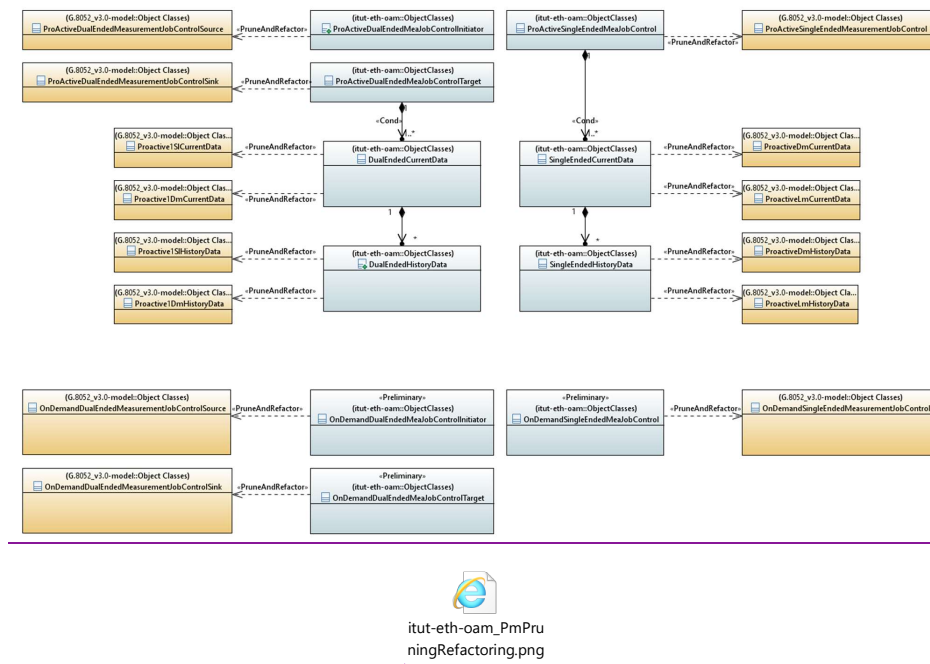 (G.8052_v3.0-model::Object Classes)
ProActiveDualEndedMeasurementJobControlSource
«PruneAndRefactor»
(itut-eth-oam::ObjectClasses)
ProActiveDualEndedMeaJobControlInitiator
(itut-eth-oam::ObjectClasses)
ProActiveSingleEndedMeaJobControl
«PruneAndRefactor»
(G.8052_v3.0-model::Object Classes)
ProActiveSingleEndedMeasurementJobControl
(G.8052_v3.0-model::Object Classes)
ProActiveDualEndedMeasurementJobControlSink
«PruneAndRefactor»
(itut-eth-oam::ObjectClasses)
ProActiveDualEndedMeaJobControlTarget
1
1
«Cond»
1..*
«Cond»
1..*
(G.8052_v3.0-model::Object Clas...
Proactive1SlCurrentData
«PruneAndRefactor»
(itut-eth-oam::ObjectClasses)
DualEndedCurrentData
(itut-eth-oam::ObjectClasses)
SingleEndedCurrentData
«PruneAndRefactor»
(G.8052_v3.0-model::Object Clas...
ProactiveDmCurrentData
(G.8052_v3.0-model::Object Clas...
Proactive1DmCurrentData
«PruneAndRefactor»
«PruneAndRefactor»
(G.8052_v3.0-model::Object Clas...
ProactiveLmCurrentData
1
*
1
*
(G.8052_v3.0-model::Object Clas...
Proactive1SlHistoryData
«PruneAndRefactor»
(itut-eth-oam::ObjectClasses)
DualEndedHistoryData
(itut-eth-oam::ObjectClasses)
SingleEndedHistoryData
«PruneAndRefactor»
(G.8052_v3.0-model::Object Clas...
ProactiveDmHistoryData
(G.8052_v3.0-model::Object Clas...
Proactive1DmHistoryData
«PruneAndRefactor»
«PruneAndRefactor»
(G.8052_v3.0-model::Object Clas...
ProactiveLmHistoryData
(G.8052_v3.0-model::Object Classes)
OnDemandDualEndedMeasurementJobControlSource
«PruneAndRefactor»
«Preliminary»
(itut-eth-oam::ObjectClasses)
OnDemandDualEndedMeaJobControlInitiator
«Preliminary»
(itut-eth-oam::ObjectClasses)
OnDemandSingleEndedMeaJobControl
«PruneAndRefactor»
(G.8052_v3.0-model::Object Classes)
OnDemandSingleEndedMeasurementJobControl
(G.8052_v3.0-model::Object Classes)
OnDemandDualEndedMeasurementJobControlSink
«PruneAndRefactor»
«Preliminary»
(itut-eth-oam::ObjectClasses)
OnDemandDualEndedMeaJobControlTarget
itut-eth-oam_PmPru
ningRefactoring.png